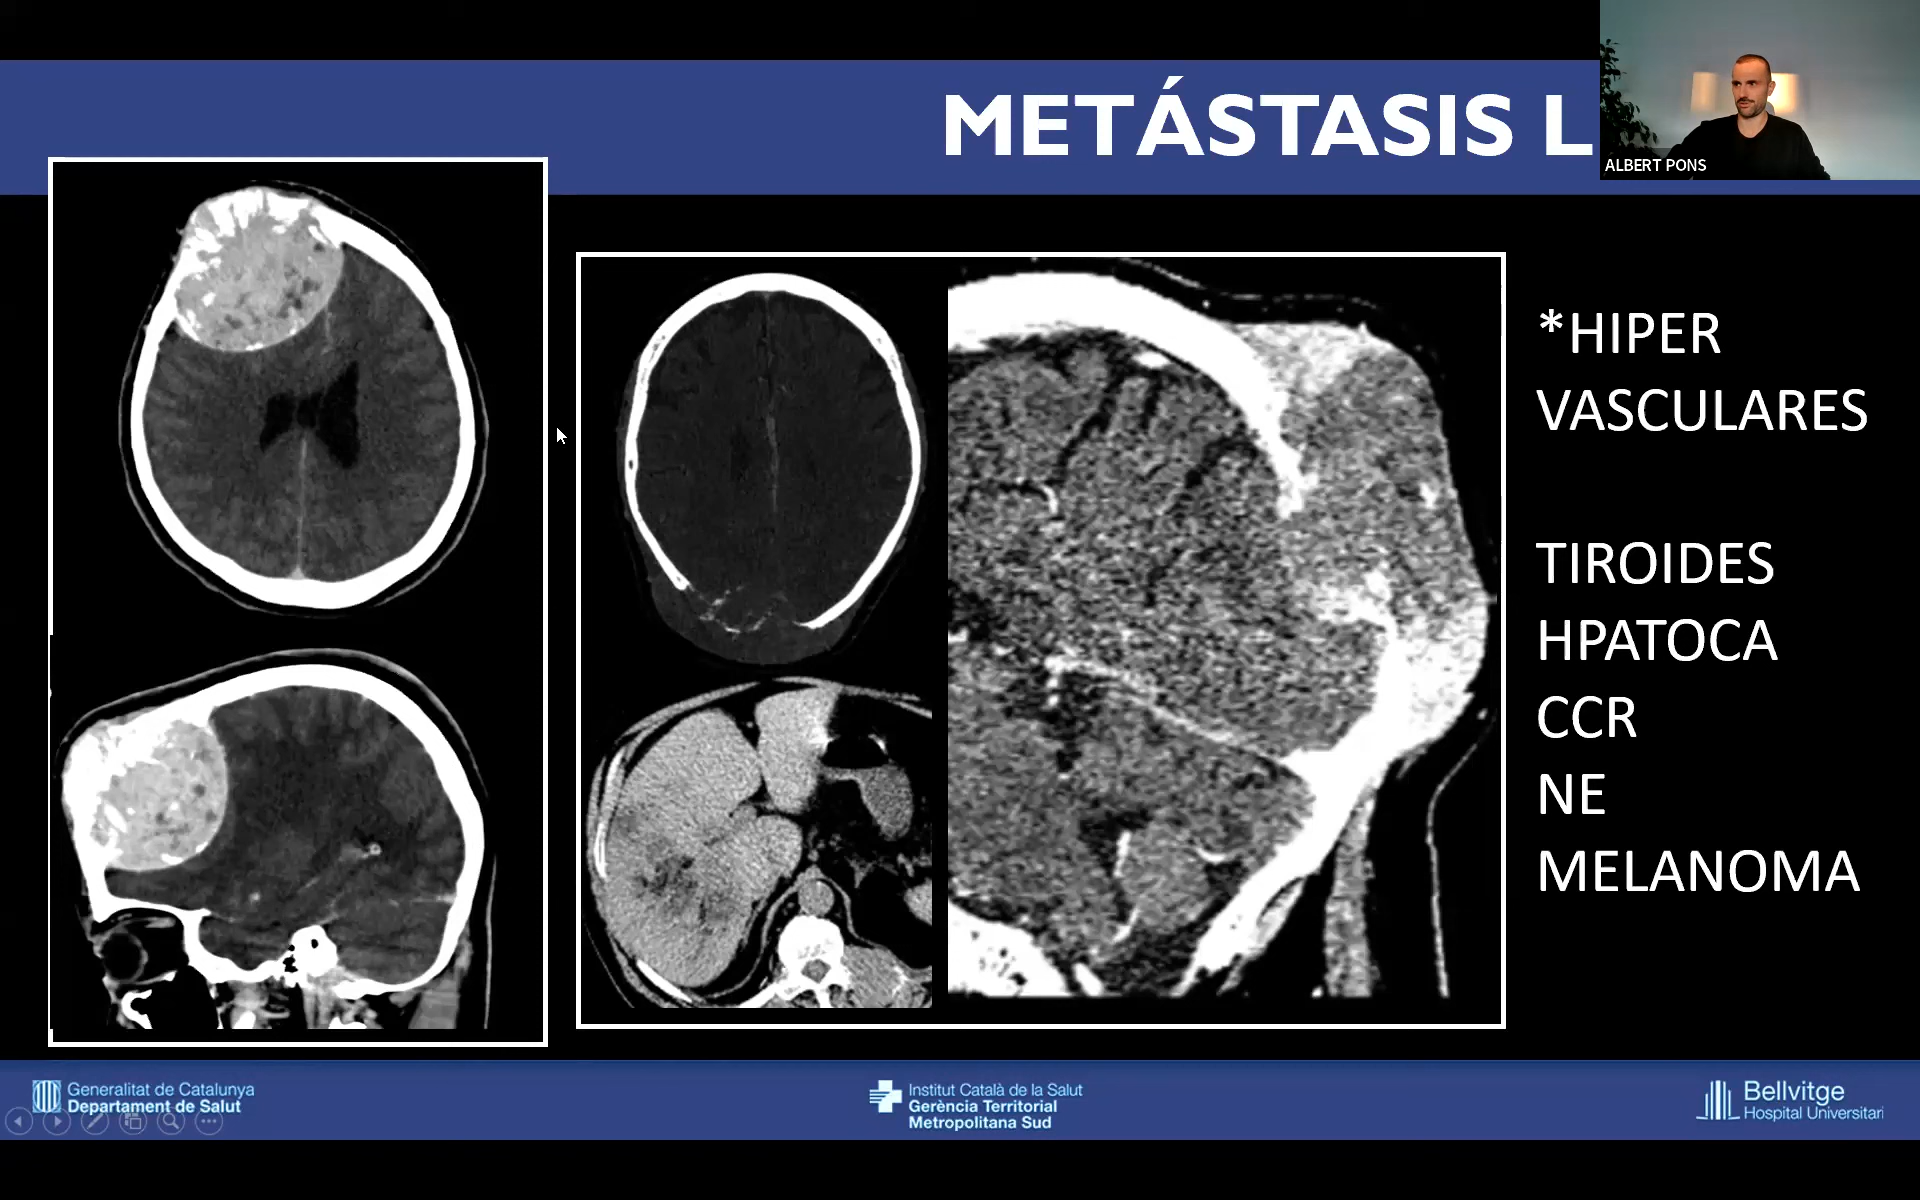 METÁSTASIS L
ALBERT PONS
*HIPER
VASCULARES
TIROIDES
HPATOCA
CCR
NE
MELANOMA
Generalitat de Catalunya
Departament de Salut
Institut Català de la Salut
Gerència Territorial
Metropolitana Sud
Bellvitge
Hospital Universitari